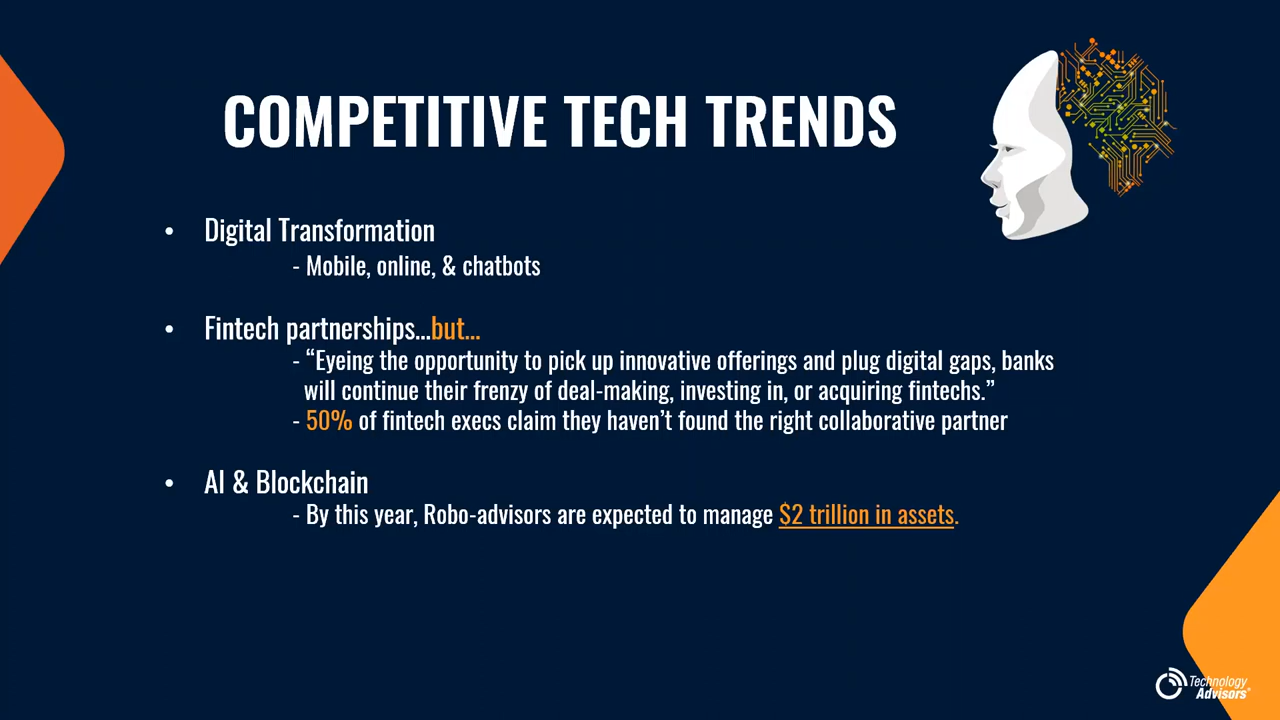 COMPETITIVE TECH TRENDS
• Digital Transformation
- Mobile, online, & chatbots
• Fintech partnerships...but...
- “Eyeing the opportunity to pick up innovative offerings and plug digital gaps, banks
will continue their frenzy of deal-making, investing in, or acquiring fintechs.”
- 50% of fintech execs claim they haven’t found the right collaborative partner
• AI & Blockchain
- By this year, Robo-advisors are expected to manage $2 trillion in assets.
Technology
Advisors®